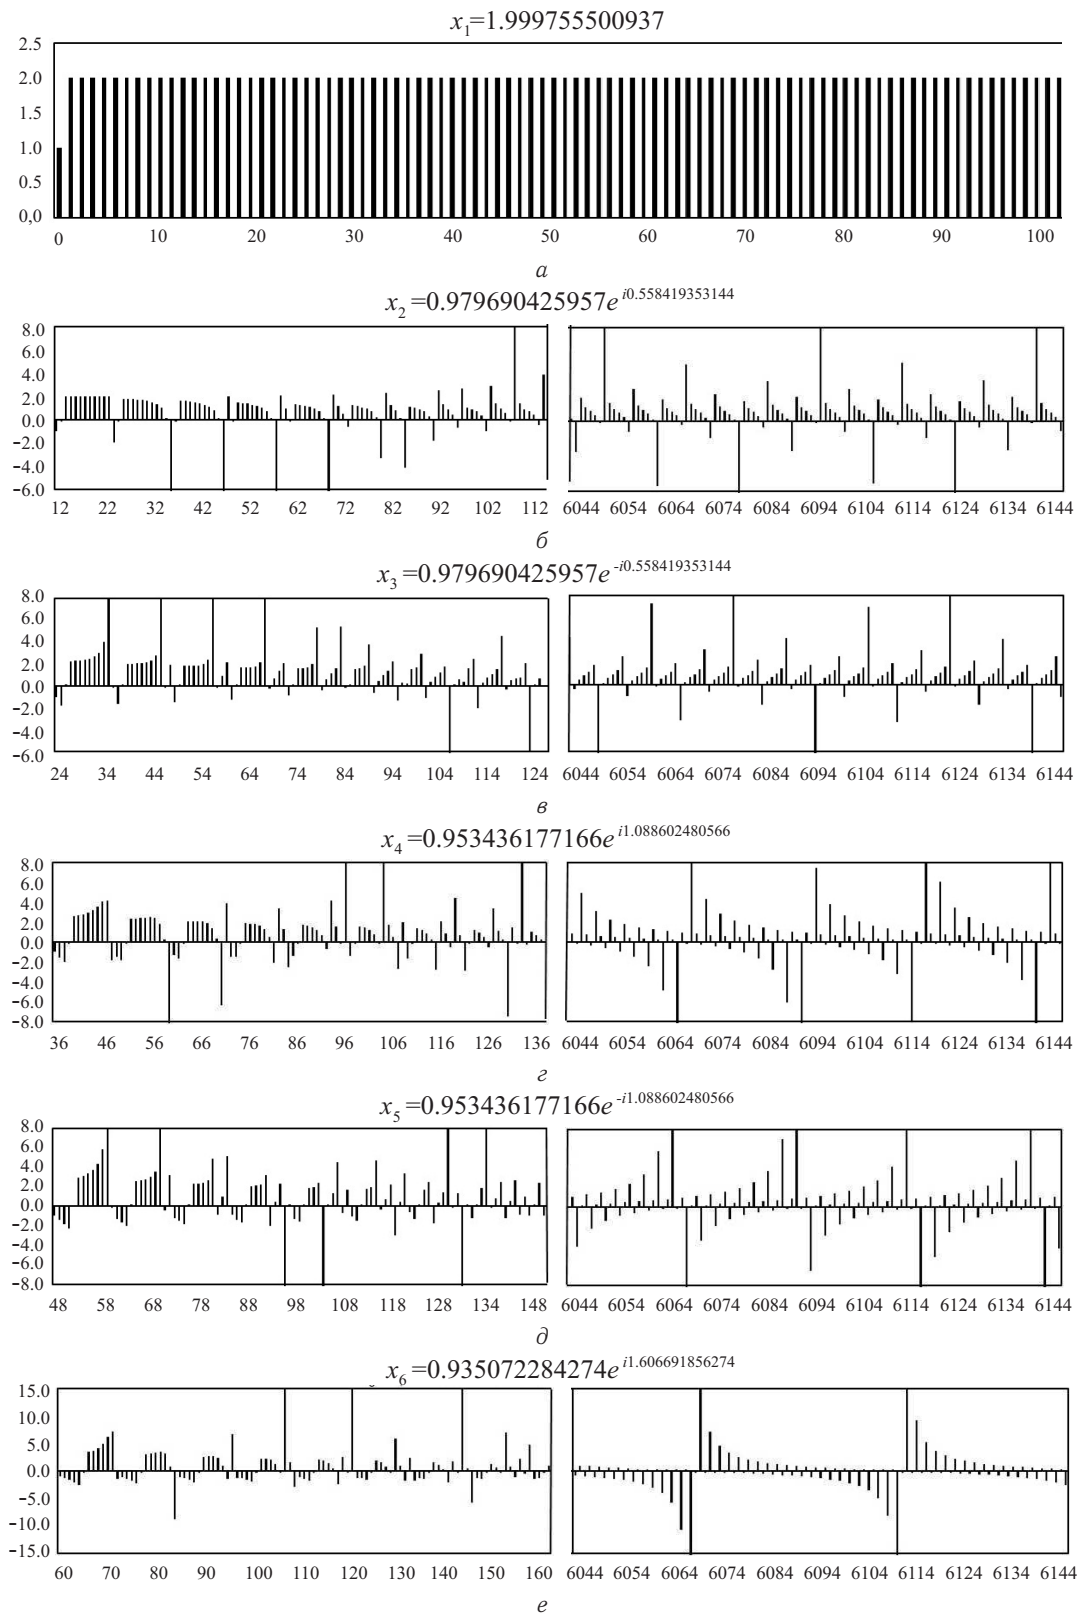 x₁=1.999755500937
2.5
2.0
1.5
1.0
0.5
0,0
0 10 20 30 40 50 60 70 80 90 100
а
x₂=0.979690425957e^{i0.558419353144}
8.0
6.0
4.0
2.0
0.0
−2.0
−4.0
−6.0
12 22 32 42 52 62 72 82 92 102 112 6044 6054 6064 6074 6084 6094 6104 6114 6124 6134 6144
б
x₃=0.979690425957e^{-i0.558419353144}
8.0
6.0
4.0
2.0
0.0
−2.0
−4.0
−6.0
24 34 44 54 64 74 84 94 104 114 124 6044 6054 6064 6074 6084 6094 6104 6114 6124 6134 6144
в
x₄=0.953436177166e^{i1.088602480566}
8.0
6.0
4.0
2.0
0.0
−2.0
−4.0
−6.0
−8.0
36 46 56 66 76 86 96 106 116 126 136 6044 6054 6064 6074 6084 6094 6104 6114 6124 6134 6144
г
x₅=0.953436177166e^{-i1.088602480566}
8.0
6.0
4.0
2.0
0.0
−2.0
−4.0
−6.0
−8.0
48 58 68 78 88 98 108 118 128 134 148 6044 6054 6064 6074 6084 6094 6104 6114 6124 6134 6144
д
x₆=0.935072284274e^{i1.606691856274}
15.0
10.0
5.0
0.0
−5.0
−10.0
−15.0
60 70 80 90 100 110 120 130 140 150 160 6044 6054 6064 6074 6084 6094 6104 6114 6124 6134 6144
е